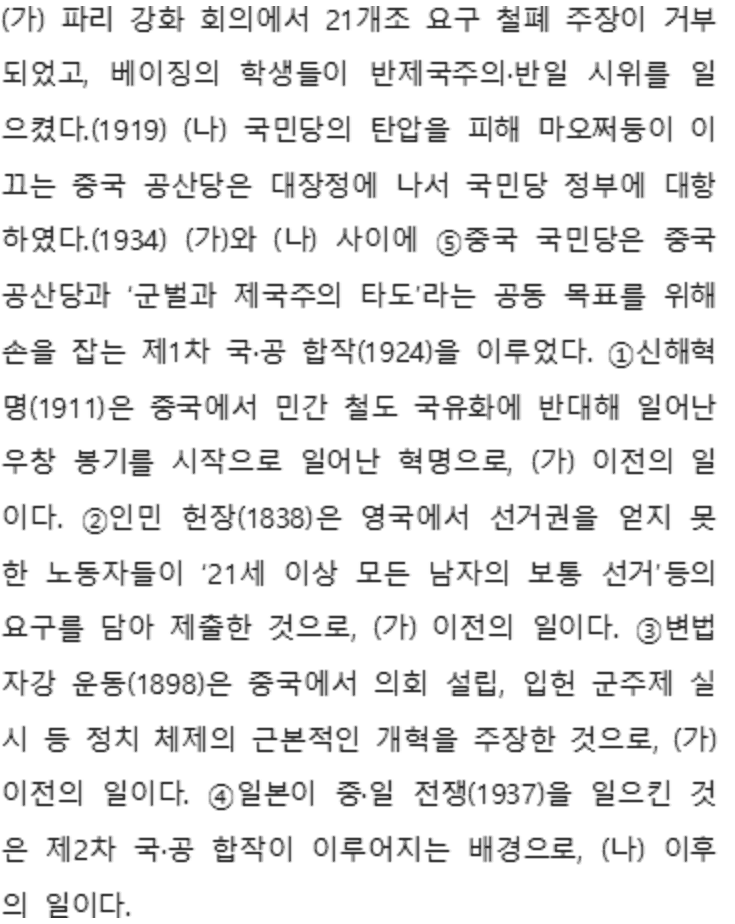 (가) 파리 강화 회의에서 21개조 요구 철폐 주장이 거부
되었고, 베이징의 학생들이 반제국주의·반일 시위를 일
으켰다.(1919) (나) 국민당의 탄압을 피해 마오쩌둥이 이
끄는 중국 공산당은 대장정에 나서 국민당 정부에 대항
하였다.(1934) (가)와 (나) 사이에 ⑤중국 국민당은 중국
공산당과 ‘군벌과 제국주의 타도’라는 공동 목표를 위해
손을 잡는 제1차 국·공 합작(1924)을 이루었다. ①신해혁
명(1911)은 중국에서 민간 철도 국유화에 반대해 일어난
우창 봉기를 시작으로 일어난 혁명으로, (가) 이전의 일
이다. ②인민 헌장(1838)은 영국에서 선거권을 얻지 못
한 노동자들이 ‘21세 이상 모든 남자의 보통 선거’등의
요구를 담아 제출한 것으로, (가) 이전의 일이다. ③변법
자강 운동(1898)은 중국에서 의회 설립, 입헌 군주제 실
시 등 정치 체제의 근본적인 개혁을 주장한 것으로, (가)
이전의 일이다. ④일본이 중·일 전쟁(1937)을 일으킨 것
은 제2차 국·공 합작이 이루어지는 배경으로, (나) 이후
의 일이다.